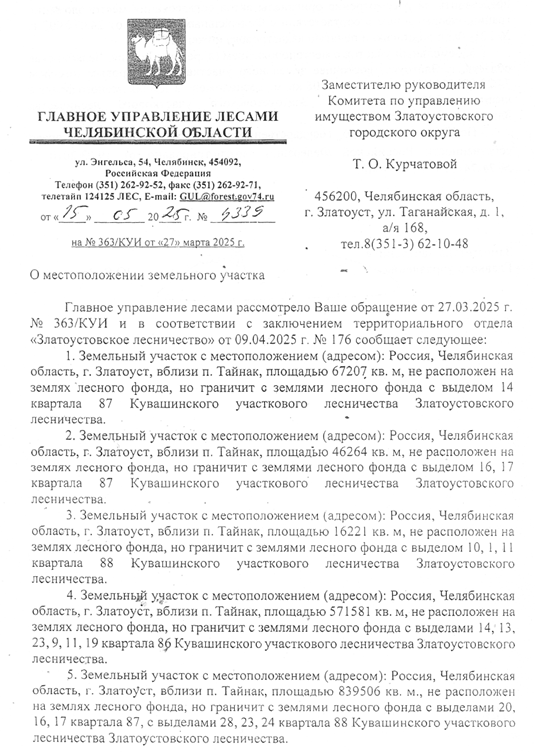 ГЛАВНОЕ УПРАВЛЕНИЕ ЛЕСАМИ
ЧЕЛЯБИНСКОЙ ОБЛАСТИ
ул. Энгельса, 54, Челябинск, 454092,
Российская Федерация
Телефон (351) 262-92-52, факс (351) 262-92-71,
телетайп 124125 ЛЕС, E-mail: GUL@forest.gov74.ru
от « 15 » 05 2025 г. №
на № 363/КУИ от «27» марта 2025 г.
Заместителю руководителя
Комитета по управлению
имуществом Златоустовского
городского округа
Т. О. Курчатовой
456200, Челябинская область,
г. Златоуст, ул. Таганайская, д. 1,
а/я 168,
тел.8(351-3) 62-10-48
О местоположении земельного участка
Главное управление лесами рассмотрело Ваше обращение от 27.03.2025 г.
№ 363/КУИ и в соответствии с заключением территориального отдела
«Златоустовское лесничество» от 09.04.2025 г. № 176 сообщает следующее:
1. Земельный участок с местоположением (адресом): Россия, Челябинская
область, г. Златоуст, вблизи п. Тайнак, площадью 67207 кв. м, не расположен на
землях лесного фонда, но граничит с землями лесного фонда с выделом 14
квартала 87 Кувашинского участкового лесничества Златоустовского
лесничества.
2. Земельный участок с местоположением (адресом): Россия, Челябинская
область, г. Златоуст, вблизи п. Тайнак, площадью 46264 кв. м, не расположен на
землях лесного фонда, но граничит с землями лесного фонда с выделом 16, 17
квартала 87 Кувашинского участкового лесничества Златоустовского
лесничества.
3. Земельный участок с местоположением (адресом): Россия, Челябинская
область, г. Златоуст, вблизи п. Тайнак, площадью 16221 кв. м, не расположен на
землях лесного фонда, но граничит с землями лесного фонда с выделом 10, 1, 11
квартала 88 Кувашинского участкового лесничества Златоустовского
лесничества.
4. Земельный участок с местоположением (адресом): Россия, Челябинская
область, г. Златоуст, вблизи п. Тайнак, площадью 571581 кв. м, не расположен на
землях лесного фонда, но граничит с землями лесного фонда с выделами 14, 13,
23, 9, 11, 19 квартала 86 Кувашинского участкового лесничества Златоустовского
лесничества.
5. Земельный участок с местоположением (адресом): Россия, Челябинская
область, г. Златоуст, вблизи п. Тайнак, площадью 839506 кв. м., не расположен
на землях лесного фонда, но граничит с землями лесного фонда с выделами 20,
16, 17 квартала 87, с выделами 28, 23, 24 квартала 88 Кувашинского участкового
лесничества Златоустовского лесничества.